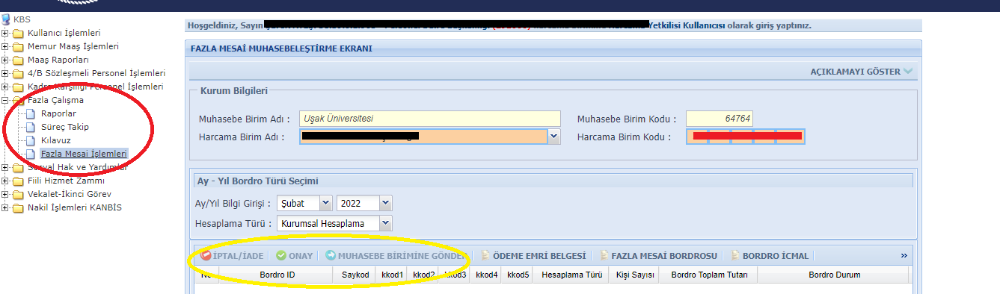 KBS
Kullanıcı İşlemleri
Memur Maaş İşlemleri
Maaş Raporları
4/B Sözleşmeli Personel İşlemleri
Kadro Karşılığı Personel İşlemleri
Fazla Çalışma
Raporlar
Süreç Takip
Kılavuz
Fazla Mesai İşlemleri
Sosyal Hak ve Yardımlar
Fiili Hizmet Zammı
Vekalet-İkinci Görev
Nakil İşlemleri KANBİS
Hoşgeldiniz, Sayın Yetkilisi Kullanıcısı olarak giriş yaptınız.
FAZLA MESAİ MUHASEBELEŞTİRME EKRANI
AÇIKLAMAYI GÖSTER
Kurum Bilgileri
Muhasebe Birim Adı : Uşak Üniversitesi Muhasebe Birim Kodu : 64764
Harcama Birim Adı : Harcama Birim Kodu :
Ay - Yıl Bordro Türü Seçimi
Ay/Yıl Bilgi Girişi : Şubat 2022
Hesaplama Türü : Kurumsal Hesaplama
İPTAL/İADE ONAY MUHASEBE BİRİMİNE GÖNDER ÖDEME EMRİ BELGESİ FAZLA MESAİ BORDROSU BORDRO İCMAL »
No Bordro ID Saykod kkod1 kkod2 kkod3 kkod4 kkod5 Hesaplama Türü Kişi Sayısı Bordro Toplam Tutarı Bordro Durum